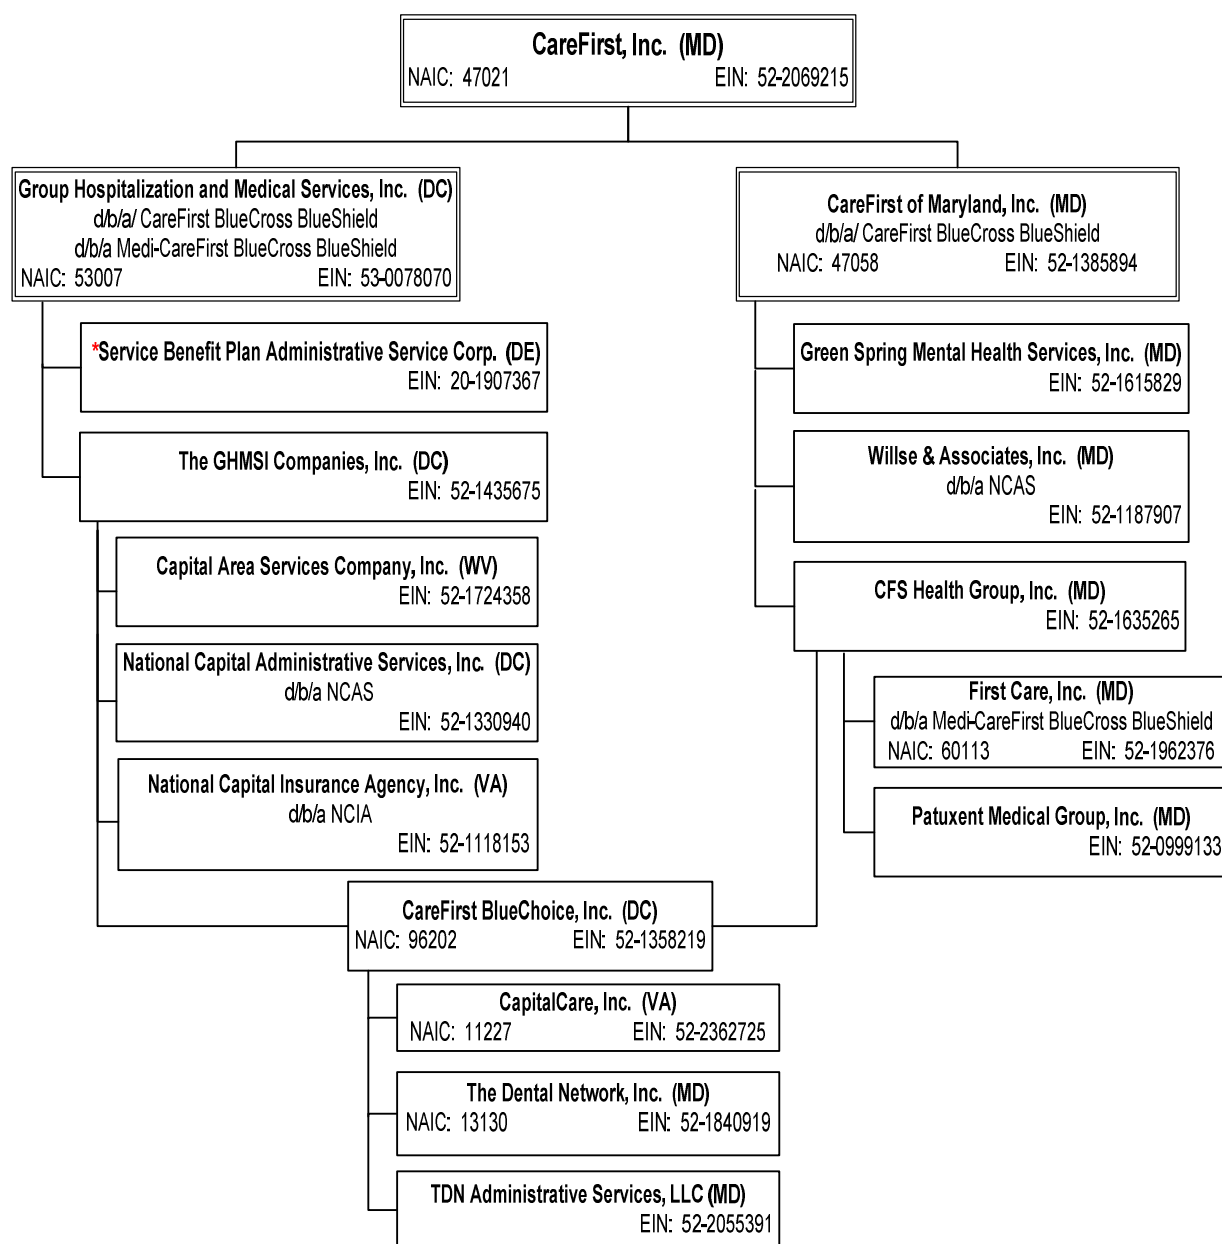 CareFirst, Inc. (MD)
NAIC: 47021 EIN: 52-2069215
Group Hospitalization and Medical Services, Inc. (DC)
d/b/a/ CareFirst BlueCross BlueShield
d/b/a Medi-CareFirst BlueCross BlueShield
NAIC: 53007 EIN: 53-0078070
CareFirst of Maryland, Inc. (MD)
d/b/a/ CareFirst BlueCross BlueShield
NAIC: 47058 EIN: 52-1385894
*Service Benefit Plan Administrative Service Corp. (DE)
EIN: 20-1907367
The GHMSI Companies, Inc. (DC)
EIN: 52-1435675
Capital Area Services Company, Inc. (WV)
EIN: 52-1724358
National Capital Administrative Services, Inc. (DC)
d/b/a NCAS
EIN: 52-1330940
National Capital Insurance Agency, Inc. (VA)
d/b/a NCIA
EIN: 52-1118153
Green Spring Mental Health Services, Inc. (MD)
EIN: 52-1615829
Willse & Associates, Inc. (MD)
d/b/a NCAS
EIN: 52-1187907
CFS Health Group, Inc. (MD)
EIN: 52-1635265
First Care, Inc. (MD)
d/b/a Medi-CareFirst BlueCross BlueShield
NAIC: 60113 EIN: 52-1962376
Patuxent Medical Group, Inc. (MD)
EIN: 52-0999133
CareFirst BlueChoice, Inc. (DC)
NAIC: 96202 EIN: 52-1358219
CapitalCare, Inc. (VA)
NAIC: 11227 EIN: 52-2362725
The Dental Network, Inc. (MD)
NAIC: 13130 EIN: 52-1840919
TDN Administrative Services, LLC (MD)
EIN: 52-2055391